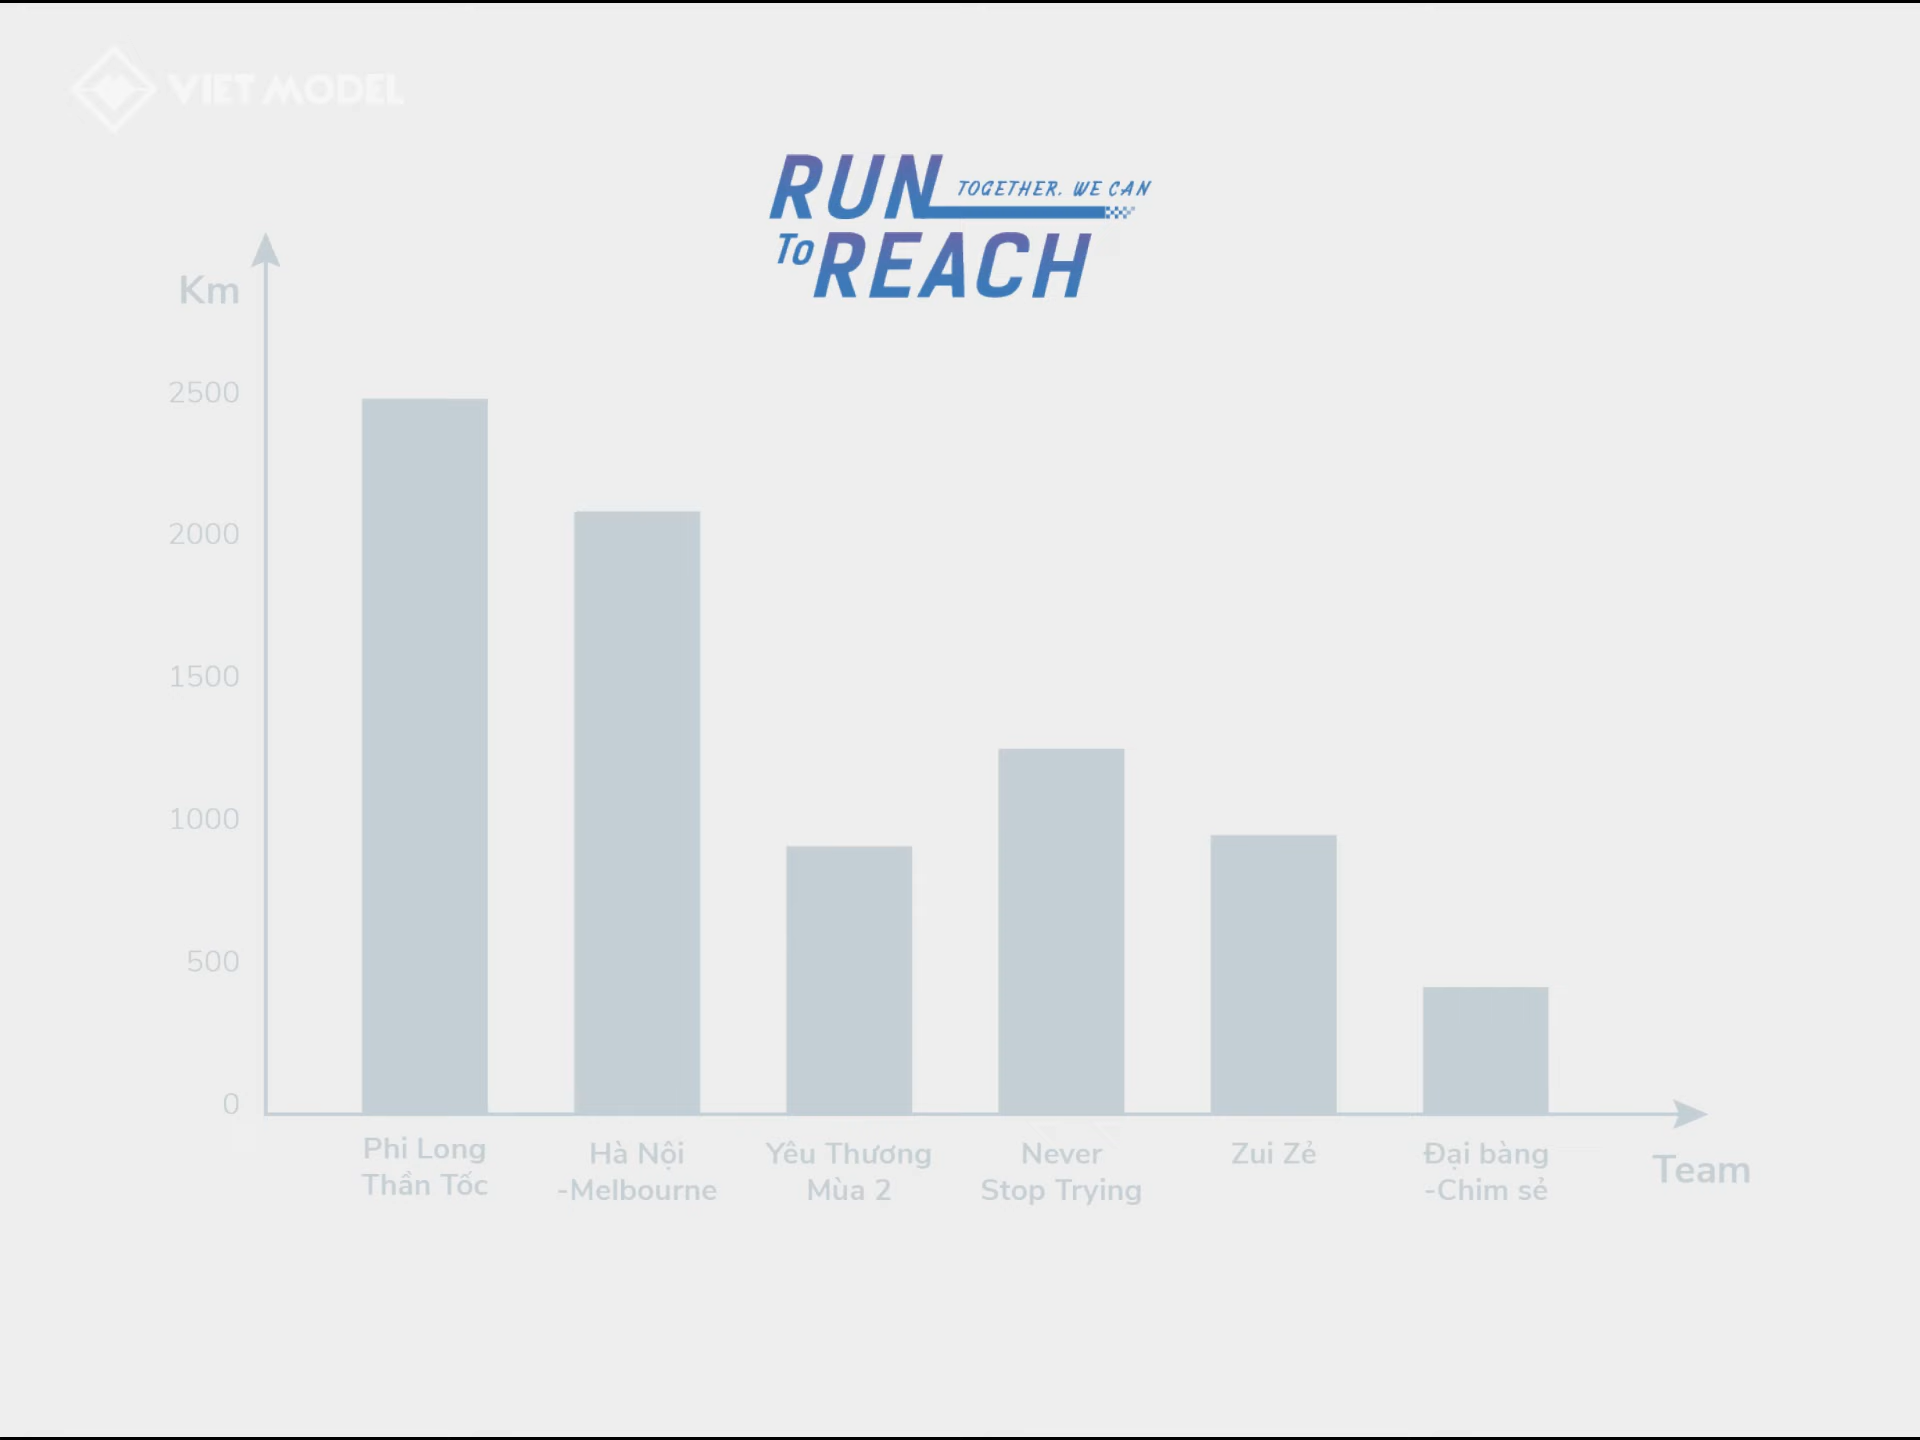 VIET MODEL
RUN
TOGETHER, WE CAN
To REACH
Km
2500
2000
1500
1000
500
0
Phi Long
Thần Tốc
Hà Nội
-Melbourne
Yêu Thương
Mùa 2
Never
Stop Trying
Zui Zẻ
Đại bàng
-Chim sẻ
Team